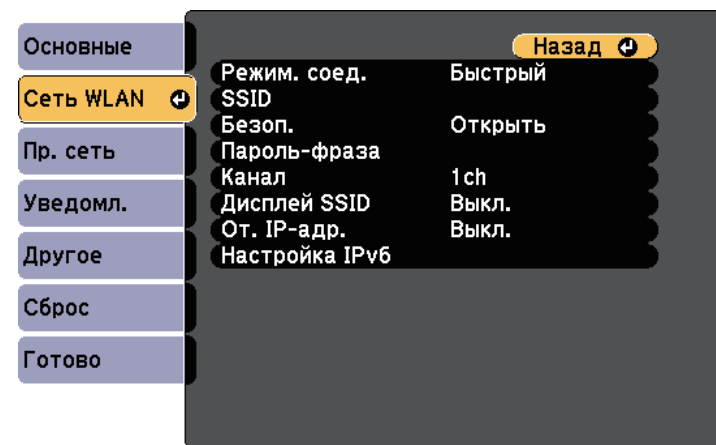 Основные
Сеть WLAN
Пр. сеть
Уведомл.
Другое
Сброс
Готово
Назад
Режим. соед. Быстрый
SSID
Безоп. Открыть
Пароль-фраза
Канал 1ch
Дисплей SSID Выкл.
От. IP-адр. Выкл.
Настройка IPv6